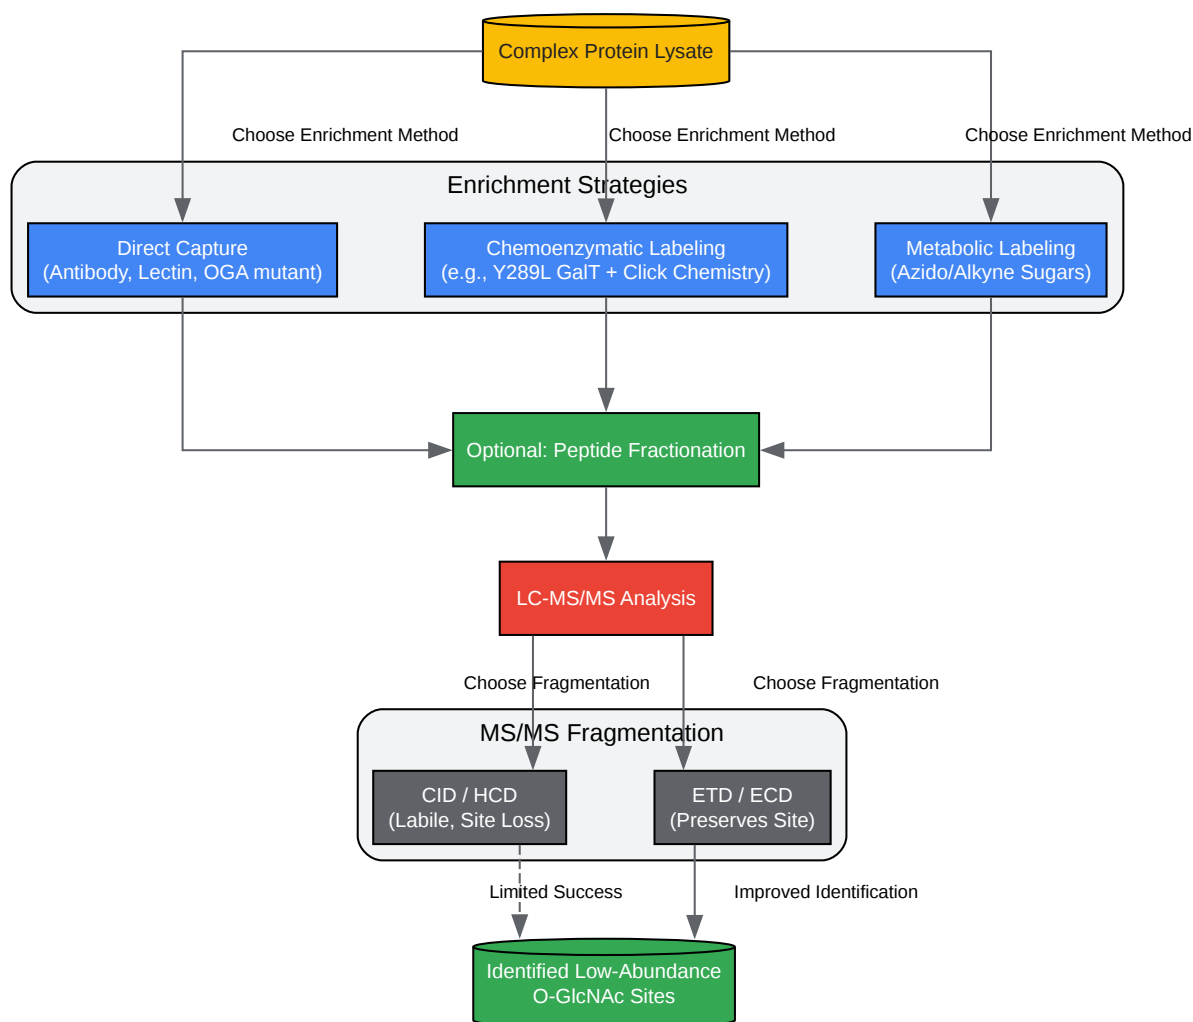 Complex Protein Lysate
Choose Enrichment Method
Choose Enrichment Method
Choose Enrichment Method
Enrichment Strategies
Direct Capture
(Antibody, Lectin, OGA mutant)
Chemoenzymatic Labeling
(e.g., Y289L GalT + Click Chemistry)
Metabolic Labeling
(Azido/Alkyne Sugars)
Optional: Peptide Fractionation
LC-MS/MS Analysis
Choose Fragmentation
Choose Fragmentation
MS/MS Fragmentation
CID / HCD
(Labile, Site Loss)
ETD / ECD
(Preserves Site)
Limited Success
Improved Identification
Identified Low-Abundance
O-GlcNAc Sites